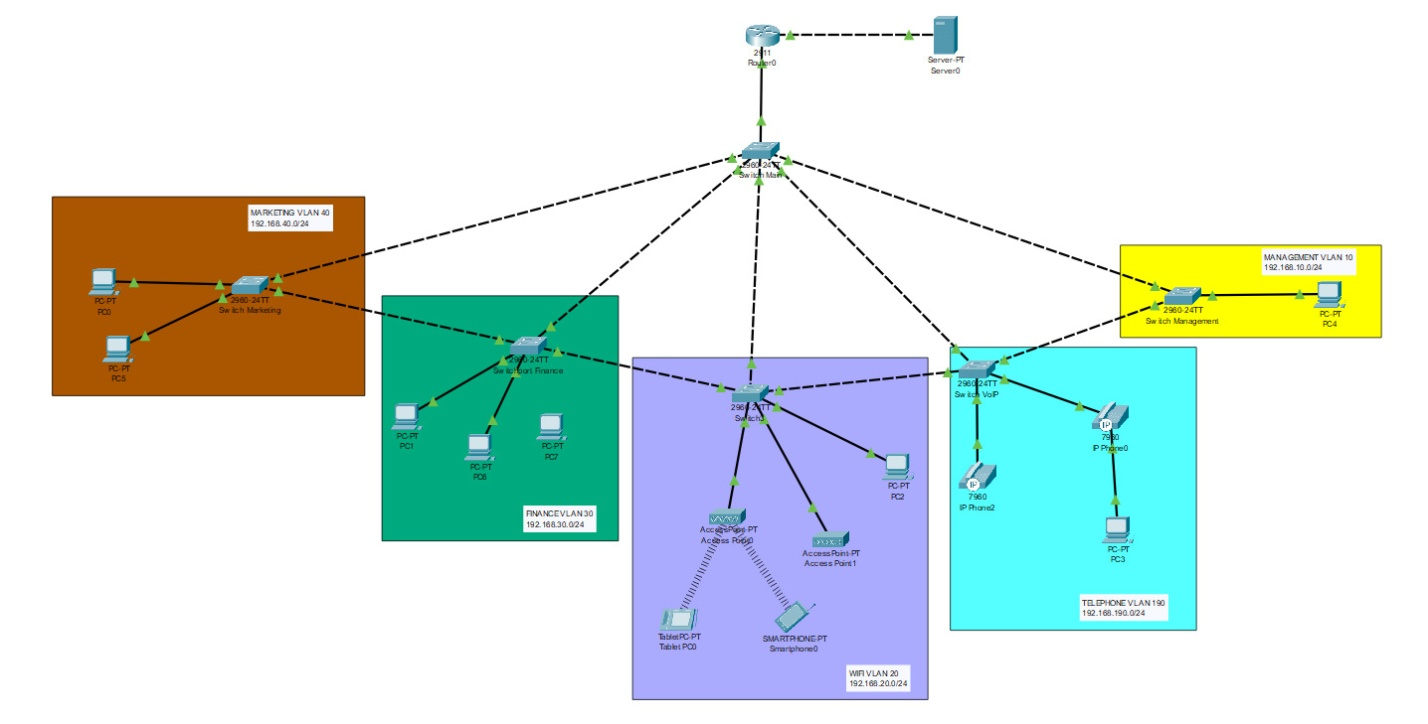 2911
Router0
Server-PT
Server0
2960-24TT
Switch Main
MARKETING VLAN 40
192.168.40.0/24
PC-PT
PC0
2960-24TT
Switch Marketing
PC-PT
PC5
2960-24TT
Switchport Finance
PC-PT
PC1
PC-PT
PC6
PC-PT
PC7
FINANCE VLAN 30
192.168.30.0/24
2960-24TT
PC-PT
PC2
AccessPoint-PT
Access Point0
AccessPoint-PT
Access Point1
TabletPC-PT
Tablet PC0
SMARTPHONE-PT
Smartphone0
WIFI VLAN 20
192.168.20.0/24
MANAGEMENT VLAN 10
192.168.10.0/24
2960-24TT
Switch Management
PC-PT
PC4
2960-24TT
Switch VoIP
IP
7960
IP Phone0
IP
7960
IP Phone2
PC-PT
PC3
TELEPHONE VLAN 190
192.168.190.0/24